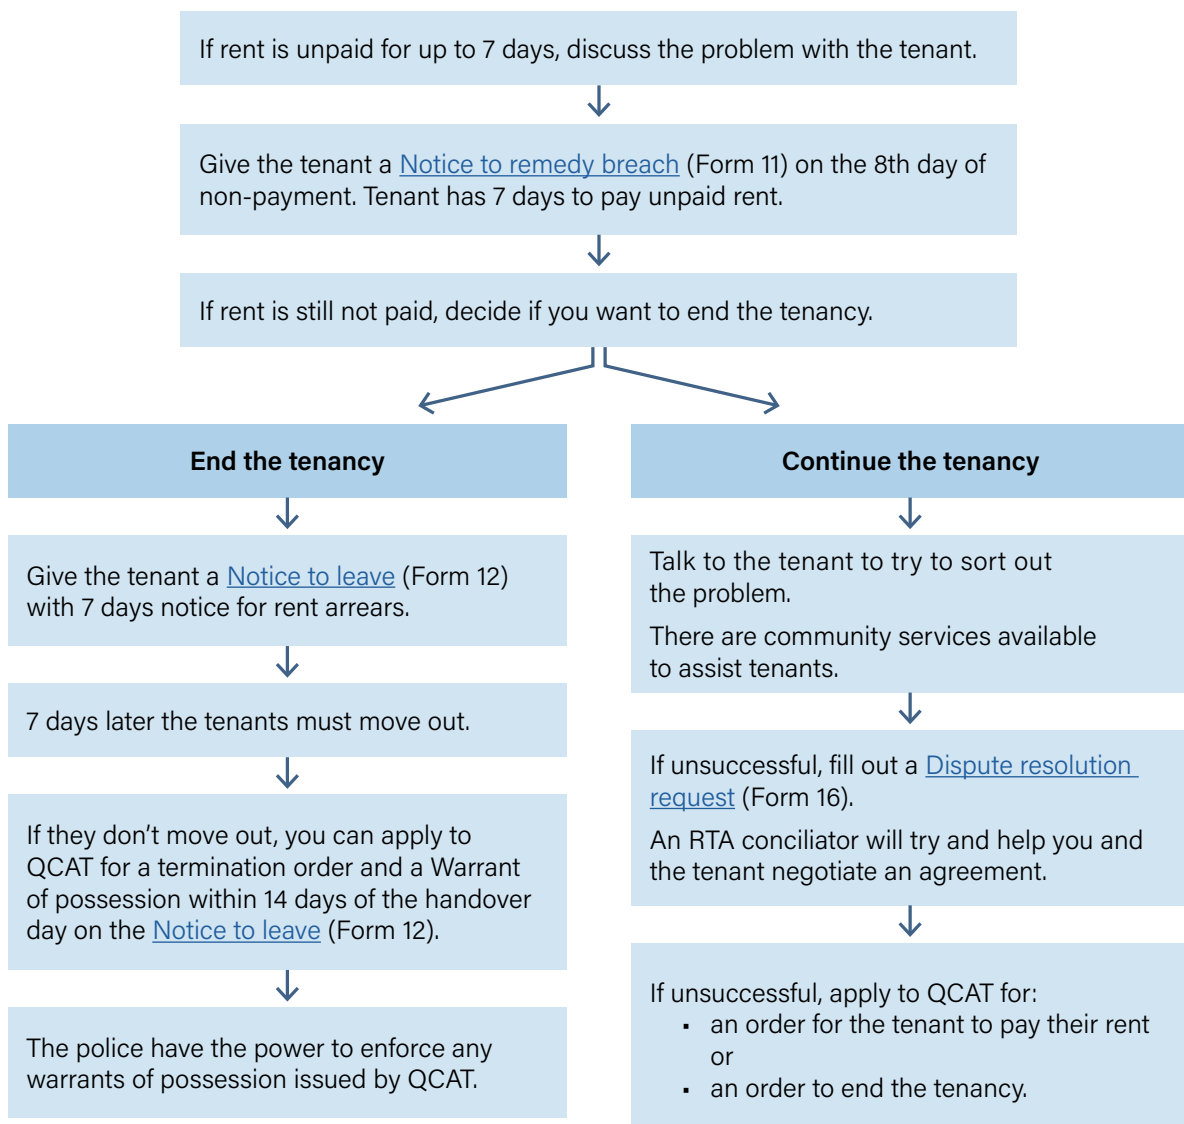 If rent is unpaid for up to 7 days, discuss the problem with the tenant.
Give the tenant a Notice to remedy breach (Form 11) on the 8th day of
non-payment. Tenant has 7 days to pay unpaid rent.
If rent is still not paid, decide if you want to end the tenancy.
End the tenancy
Give the tenant a Notice to leave (Form 12)
with 7 days notice for rent arrears.
7 days later the tenants must move out.
If they don’t move out, you can apply to
QCAT for a termination order and a Warrant
of possession within 14 days of the handover
day on the Notice to leave (Form 12).
The police have the power to enforce any
warrants of possession issued by QCAT.
Continue the tenancy
Talk to the tenant to try to sort out
the problem.
There are community services available
to assist tenants.
If unsuccessful, fill out a Dispute resolution
request (Form 16).
An RTA conciliator will try and help you and
the tenant negotiate an agreement.
If unsuccessful, apply to QCAT for:
▪ an order for the tenant to pay their rent
or
▪ an order to end the tenancy.